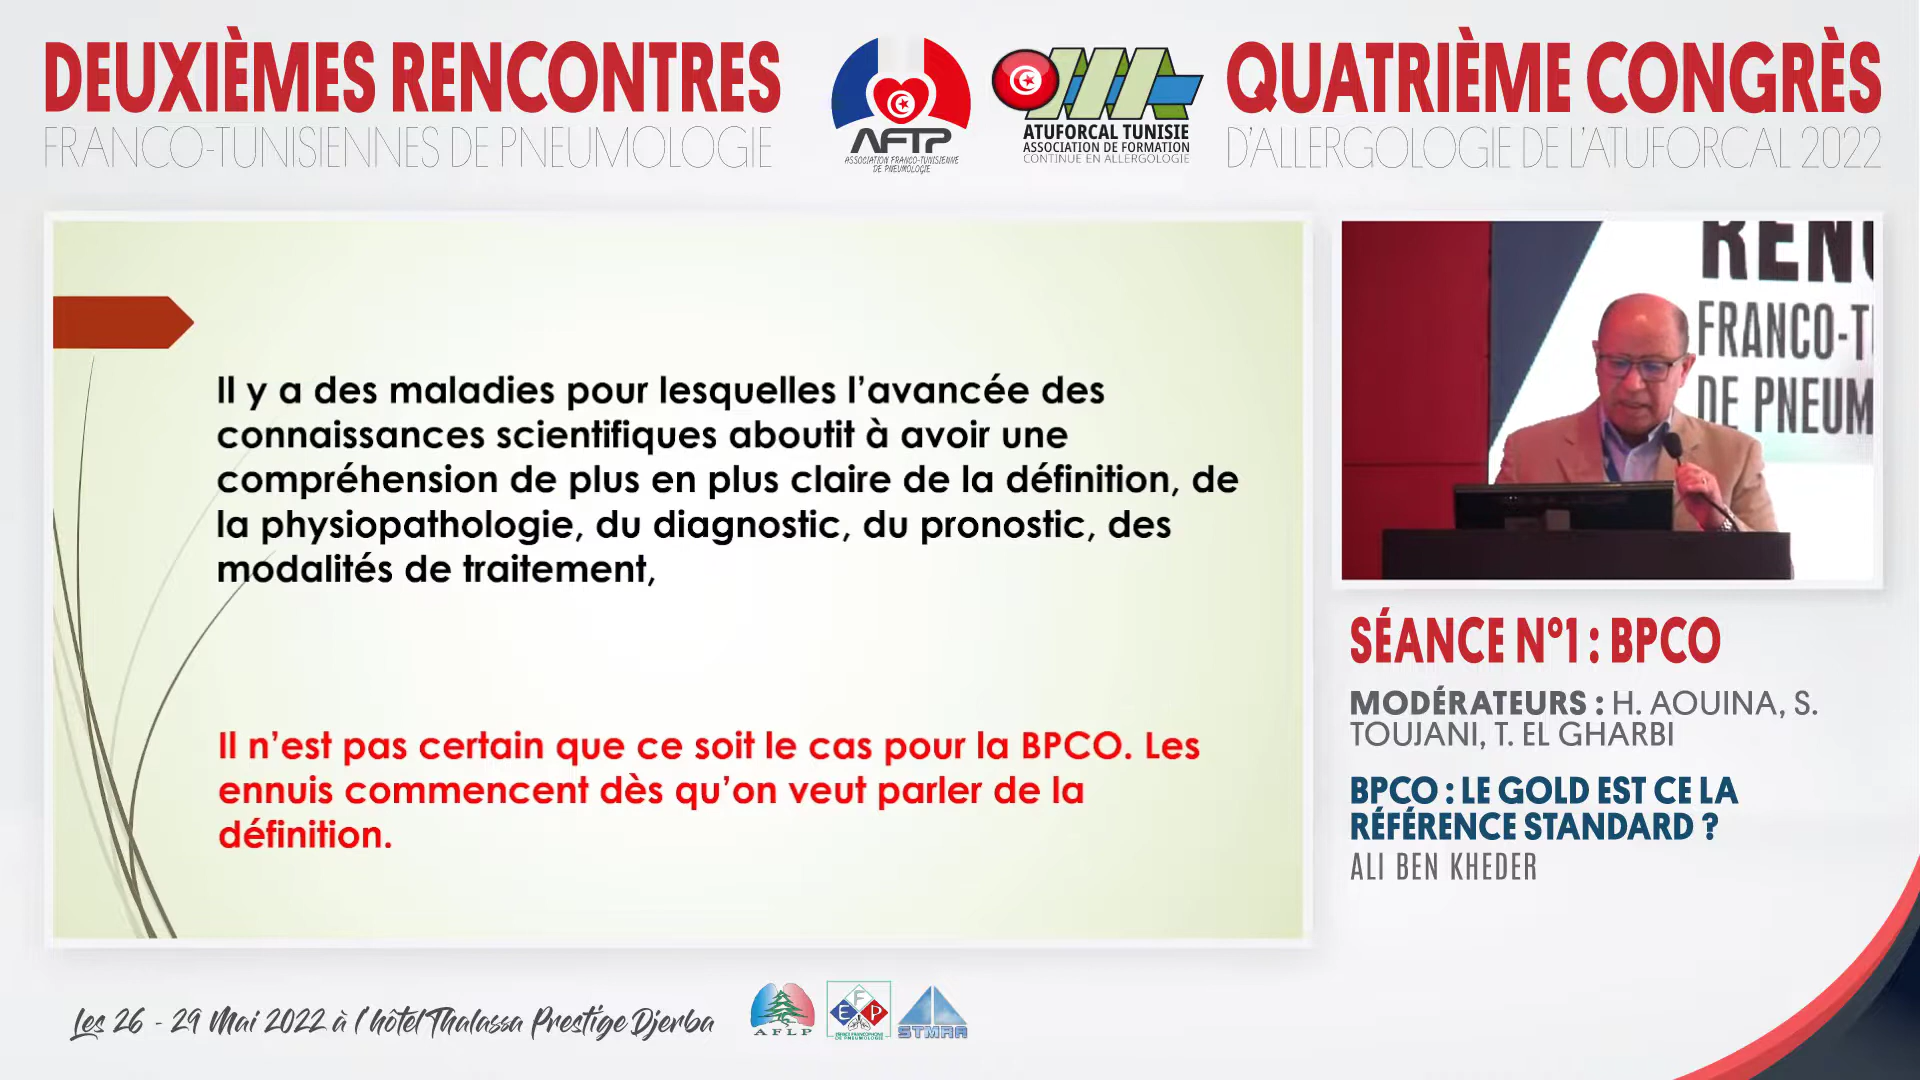 DEUXIÈMES RENCONTRES
FRANCO-TUNISIENNES DE PNEUMOLOGIE
AFTP
ASSOCIATION FRANCO-TUNISIENNE
DE PNEUMOLOGIE
ATUFORCAL TUNISIE
ASSOCIATION DE FORMATION
CONTINUE EN ALLERGOLOGIE
QUATRIÈME CONGRÈS
D'ALLERGOLOGIE DE L'ATUFORCAL 2022
Il y a des maladies pour lesquelles l’avancée des
connaissances scientifiques aboutit à avoir une
compréhension de plus en plus claire de la définition, de
la physiopathologie, du diagnostic, du pronostic, des
modalités de traitement,
Il n’est pas certain que ce soit le cas pour la BPCO. Les
ennuis commencent dès qu’on veut parler de la
définition.
REN
FRANCO-T
DE PNEUM
SÉANCE N°1 : BPCO
MODÉRATEURS : H. AOUINA, S.
TOUJANI, T. EL GHARBI
BPCO : LE GOLD EST CE LA
RÉFÉRENCE STANDARD ?
ALI BEN KHEDER
Les 26 - 29 Mai 2022 à l'hôtel Thalassa Prestige Djerba
AFLP
EFP
ESPACE FRANCOPHONE
DE PNEUMOLOGIE
STMRA